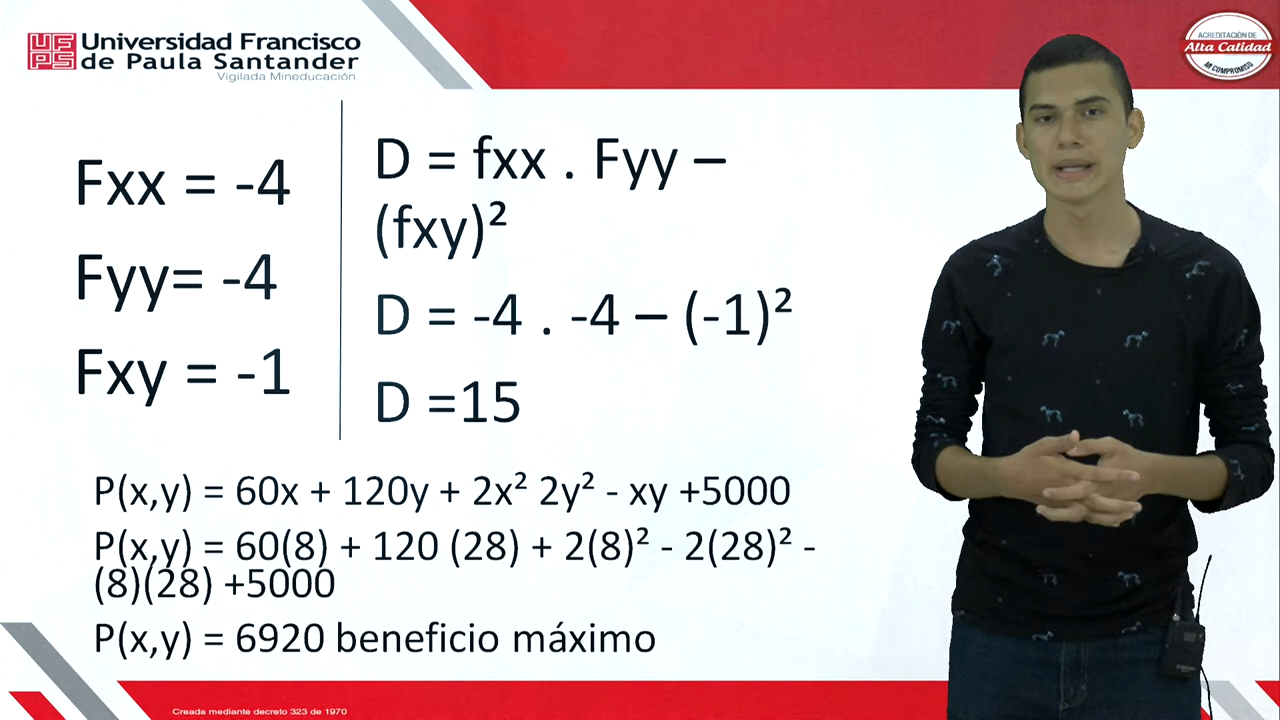 Universidad Francisco
de Paula Santander
Vigilada Mineducación
UFPS
ACREDITACIÓN DE
Alta Calidad
MI COMPROMISO
Fxx = -4
Fyy= -4
Fxy = -1
D = fxx . Fyy –
(fxy)²
D = -4 . -4 – (-1)²
D =15
P(x,y) = 60x + 120y + 2x² 2y² - xy +5000
P(x,y) = 60(8) + 120 (28) + 2(8)² - 2(28)² -
(8)(28) +5000
P(x,y) = 6920 beneficio máximo
Creada mediante decreto 323 de 1970